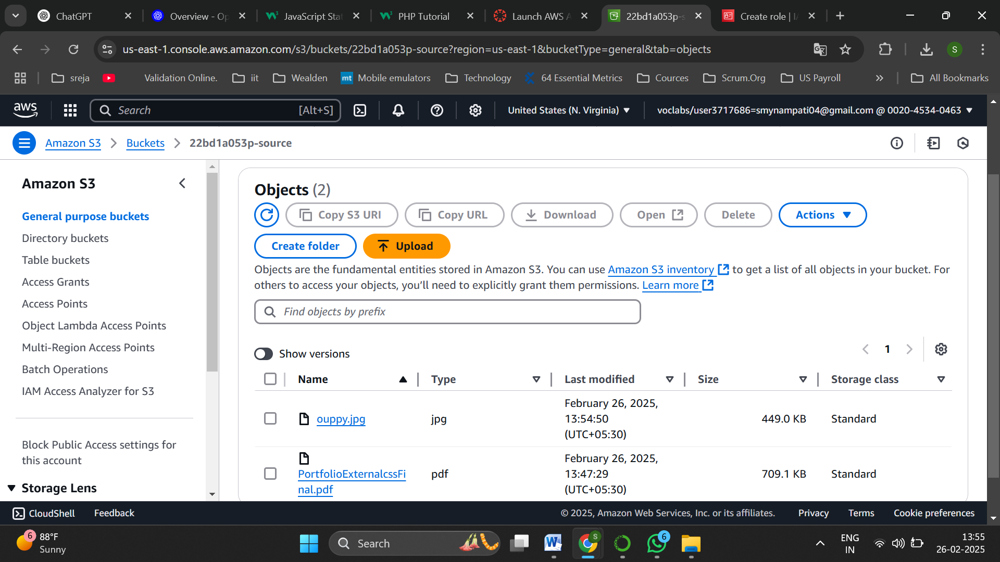 ChatGPT
Overview - Op
JavaScript Stat
PHP Tutorial
Launch AWS A
22bd1a053p-s
Create role | IA
us-east-1.console.aws.amazon.com/s3/buckets/22bd1a053p-source?region=us-east-1&bucketType=general&tab=objects
S
sreja
Validation Online.
iit
Wealden
mt
Mobile emulators
Technology
64 Essential Metrics
Cources
Scrum.Org
US Payroll
»
All Bookmarks
aws
Search
[Alt+S]
United States (N. Virginia)
voclabs/user3717686=smynampati04@gmail.com @ 0020-4534-0463
Amazon S3
Buckets
22bd1a053p-source
Amazon S3
General purpose buckets
Directory buckets
Table buckets
Access Grants
Access Points
Object Lambda Access Points
Multi-Region Access Points
Batch Operations
IAM Access Analyzer for S3
Block Public Access settings for
this account
Storage Lens
Objects (2)
Copy S3 URI
Copy URL
Download
Open
Delete
Actions
Create folder
Upload
Objects are the fundamental entities stored in Amazon S3. You can use Amazon S3 inventory to get a list of all objects in your bucket. For
others to access your objects, you’ll need to explicitly grant them permissions. Learn more
Find objects by prefix
Show versions
1
Name
Type
Last modified
Size
Storage class
ouppy.jpg
jpg
February 26, 2025,
13:54:50
(UTC+05:30)
449.0 KB
Standard
PortfolioExternalcssFi
nal.pdf
pdf
February 26, 2025,
13:47:29
(UTC+05:30)
709.1 KB
Standard
CloudShell
Feedback
© 2025, Amazon Web Services, Inc. or its affiliates.
Privacy
Terms
Cookie preferences
6
88°F
Sunny
Search
W
S
6
ENG
IN
13:55
26-02-2025